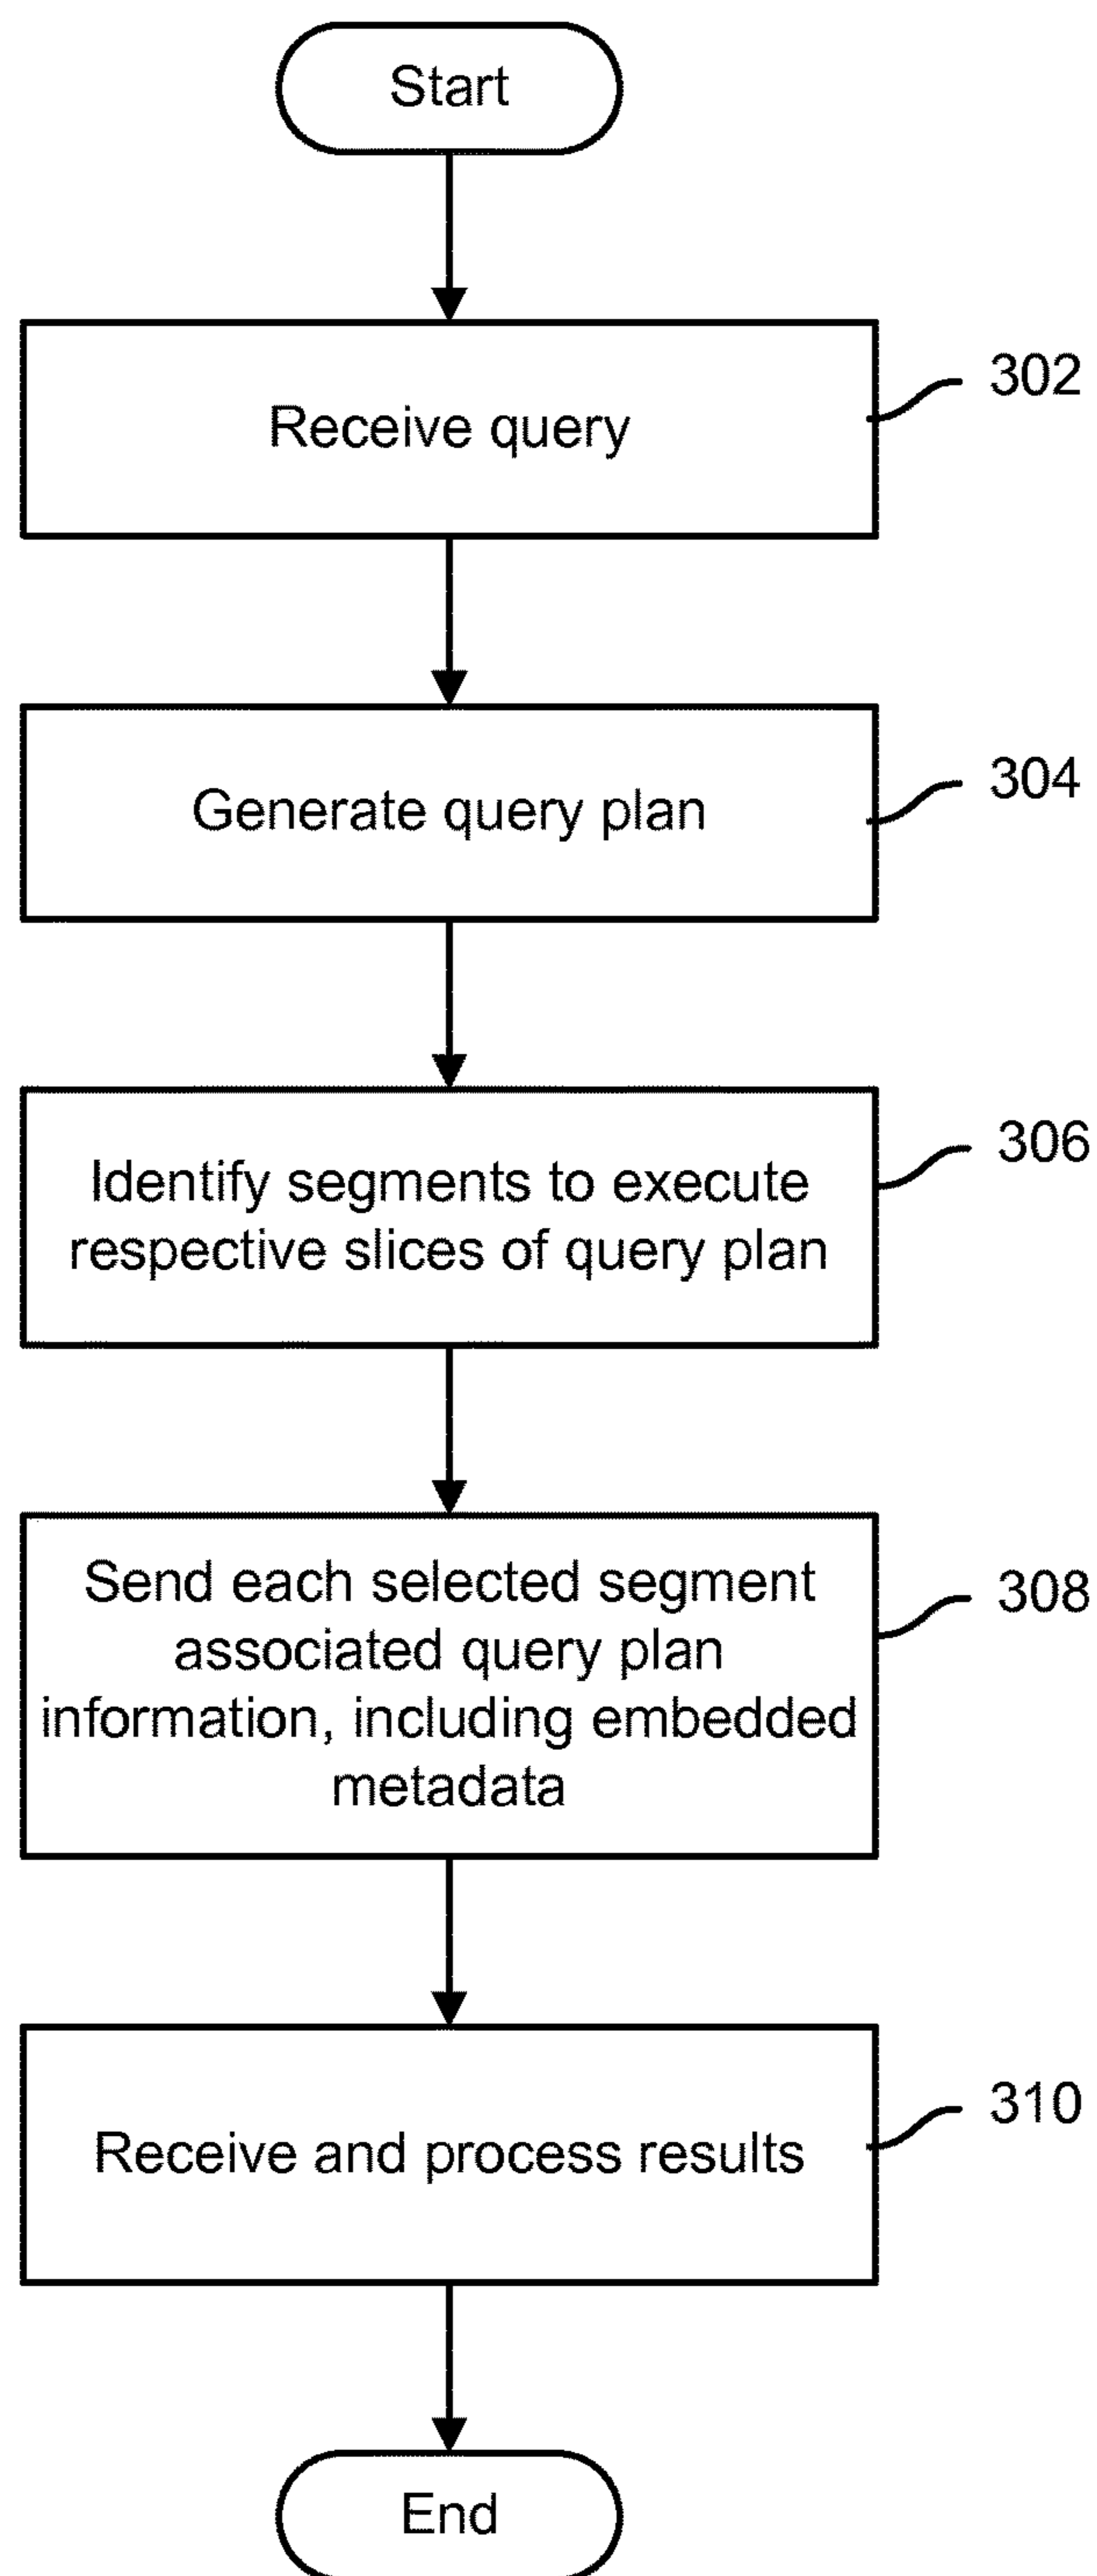 Start
Receive query
302
Generate query plan
304
Identify segments to execute
respective slices of query plan
306
Send each selected segment
associated query plan
information, including embedded
metadata
308
Receive and process results
310
End